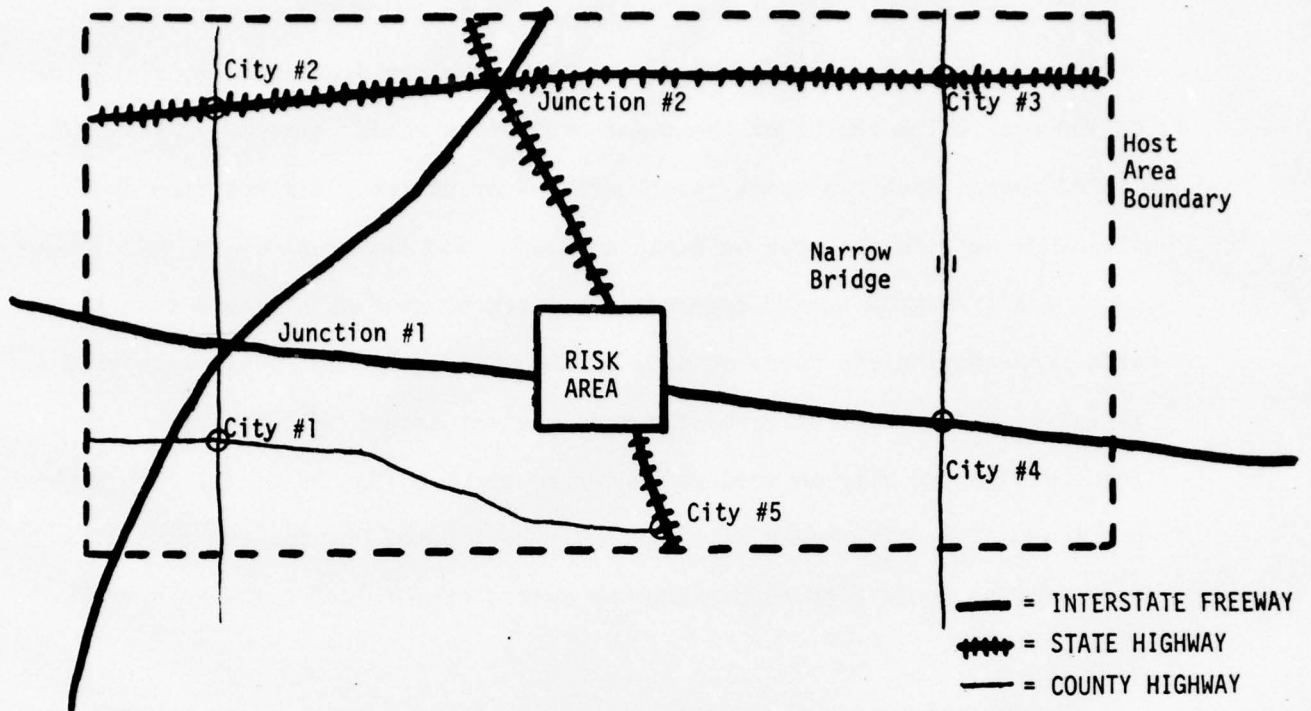 City #2
Junction #2
City #3
Host
Area
Boundary
Narrow
Bridge
Junction #1
RISK
AREA
City #1
City #4
City #5
= INTERSTATE FREEWAY
= STATE HIGHWAY
= COUNTY HIGHWAY